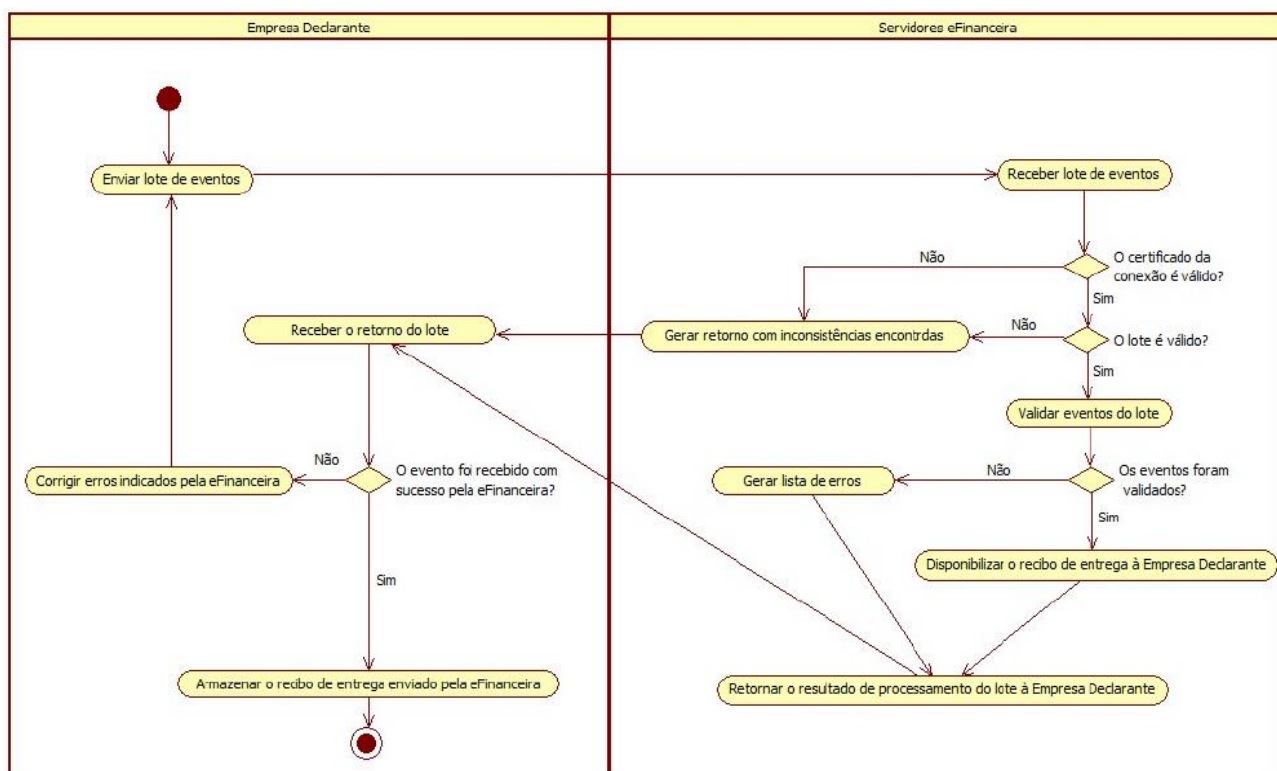 Empresa Declarante
Servidores eFinanceira
Enviar lote de eventos
Receber lote de eventos
Não
O certificado da
conexão é válido?
Sim
Receber o retorno do lote
Gerar retorno com inconsistências encontrdas
Não
O lote é válido?
Sim
Validar eventos do lote
Não
O evento foi recebido com
sucesso pela eFinanceira?
Corrigir erros indicados pela eFinanceira
Gerar lista de erros
Não
Os eventos foram
validados?
Sim
Disponibilizar o recibo de entrega à Empresa Declarante
Sim
Armazenar o recibo de entrega enviado pela eFinanceira
Retornar o resultado de processamento do lote à Empresa Declarante